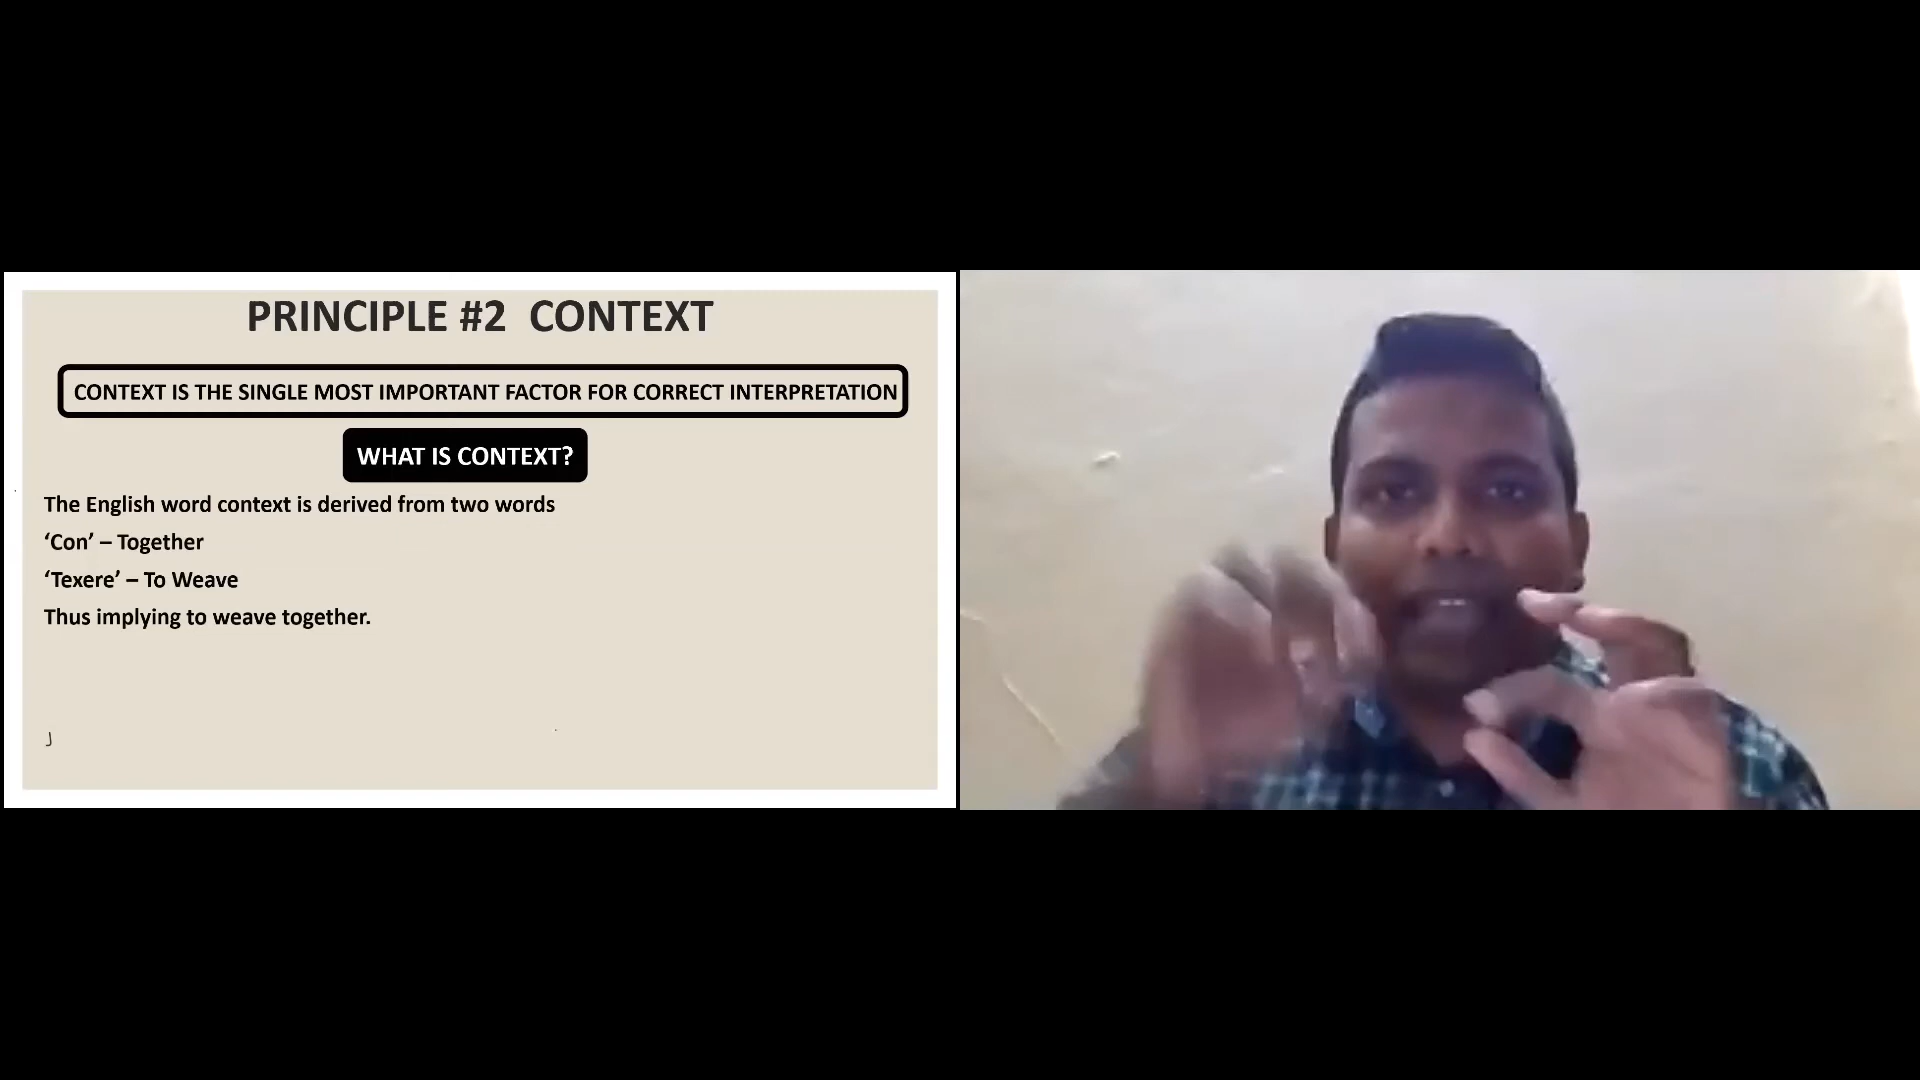 PRINCIPLE #2 CONTEXT
CONTEXT IS THE SINGLE MOST IMPORTANT FACTOR FOR CORRECT INTERPRETATION
WHAT IS CONTEXT?
The English word context is derived from two words
‘Con’ – Together
‘Texere’ – To Weave
Thus implying to weave together.